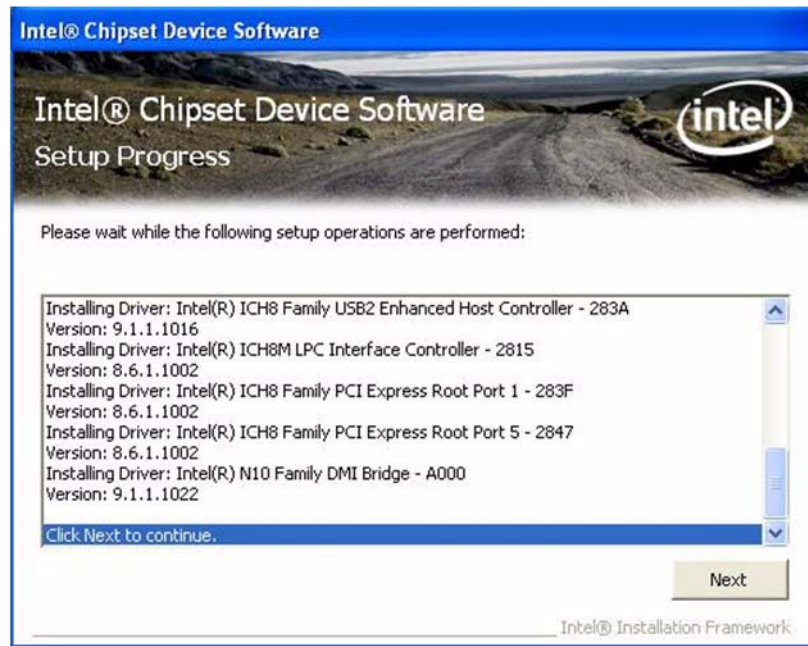 Intel® Chipset Device Software
Intel® Chipset Device Software
intel
Setup Progress
Please wait while the following setup operations are performed:
Installing Driver: Intel(R) ICH8 Family USB2 Enhanced Host Controller - 283A
Version: 9.1.1.1016
Installing Driver: Intel(R) ICH8M LPC Interface Controller - 2815
Version: 8.6.1.1002
Installing Driver: Intel(R) ICH8 Family PCI Express Root Port 1 - 283F
Version: 8.6.1.1002
Installing Driver: Intel(R) ICH8 Family PCI Express Root Port 5 - 2847
Version: 8.6.1.1002
Installing Driver: Intel(R) N10 Family DMI Bridge - A000
Version: 9.1.1.1022
Click Next to continue.
Next
Intel® Installation Framework